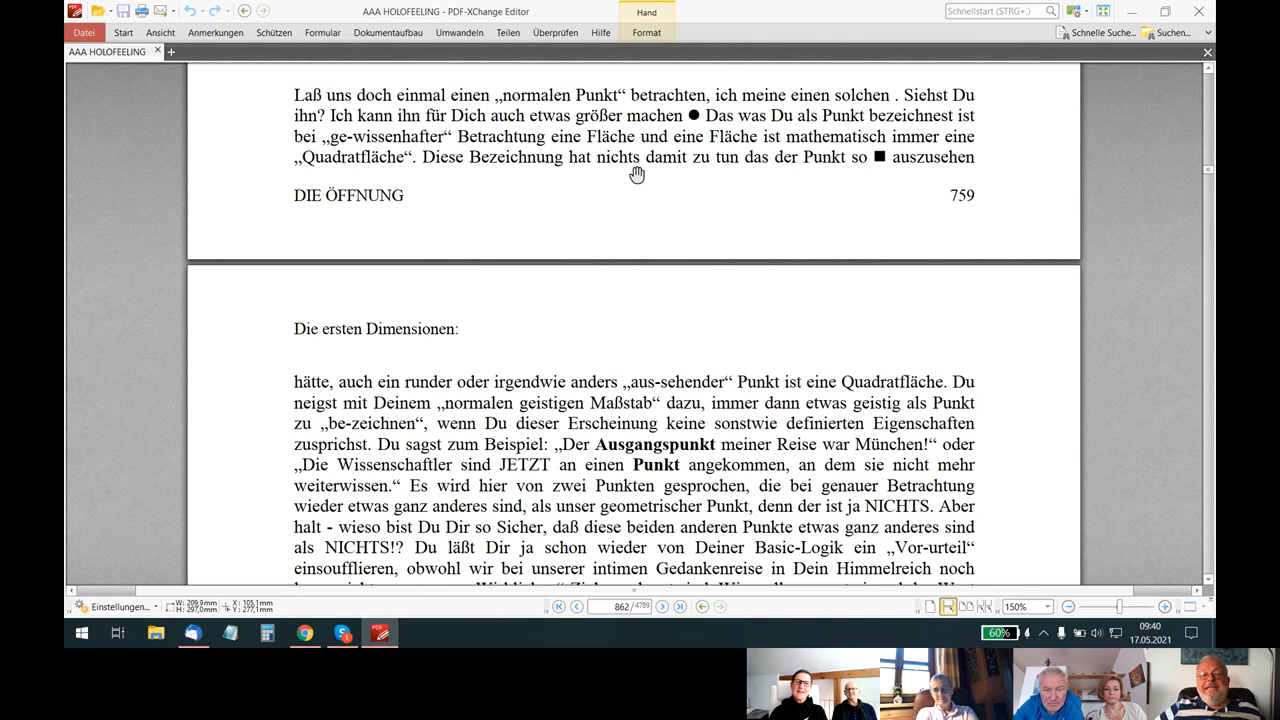 AAA HOLOFEELING - PDF-XChange Editor
Hand
Schnellstart (STRG+.)
Datei Start Ansicht Anmerkungen Schützen Formular Dokumentaufbau Umwandeln Teilen Überprüfen Hilfe Format Schnelle Suche... Suchen...
AAA HOLOFEELING
Laß uns doch einmal einen „normalen Punkt“ betrachten, ich meine einen solchen . Siehst Du
ihn? Ich kann ihn für Dich auch etwas größer machen ● Das was Du als Punkt bezeichnest ist
bei „ge-wissenhafter“ Betrachtung eine Fläche und eine Fläche ist mathematisch immer eine
„Quadratfläche“. Diese Bezeichnung hat nichts damit zu tun das der Punkt so ■ auszusehen
DIE ÖFFNUNG 759
Die ersten Dimensionen:
hätte, auch ein runder oder irgendwie anders „aus-sehender“ Punkt ist eine Quadratfläche. Du
neigst mit Deinem „normalen geistigen Maßstab“ dazu, immer dann etwas geistig als Punkt
zu „be-zeichnen“, wenn Du dieser Erscheinung keine sonstwie definierten Eigenschaften
zusprichst. Du sagst zum Beispiel: „Der Ausgangspunkt meiner Reise war München!“ oder
„Die Wissenschaftler sind JETZT an einen Punkt angekommen, an dem sie nicht mehr
weiterwissen.“ Es wird hier von zwei Punkten gesprochen, die bei genauer Betrachtung
wieder etwas ganz anderes sind, als unser geometrischer Punkt, denn der ist ja NICHTS. Aber
halt - wieso bist Du Dir so Sicher, daß diese beiden anderen Punkte etwas ganz anderes sind
als NICHTS!? Du läßt Dir ja schon wieder von Deiner Basic-Logik ein „Vor-urteil“
einsoufflieren, obwohl wir bei unserer intimen Gedankenreise in Dein Himmelreich noch
Einstellungen... W: 209.9mm X: 105.1mm
H: 297.0mm Y: 277.1mm
862 / 4789 150%
60% 09:40
17.05.2021